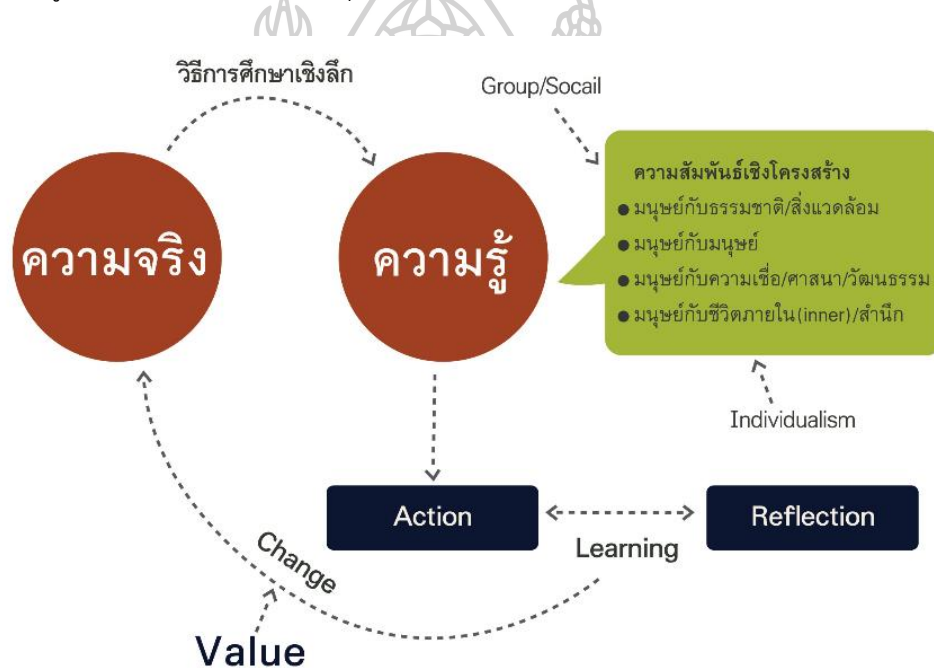 วิธีการศึกษาเชิงลึก
Group/Socail
ความจริง
ความรู้
ความสัมพันธ์เชิงโครงสร้าง
● มนุษย์กับธรรมชาติ/สิ่งแวดล้อม
● มนุษย์กับมนุษย์
● มนุษย์กับความเชื่อ/ศาสนา/วัฒนธรรม
● มนุษย์กับชีวิตภายใน(inner)/สำนึก
Individualism
Action
Reflection
Learning
Change
Value